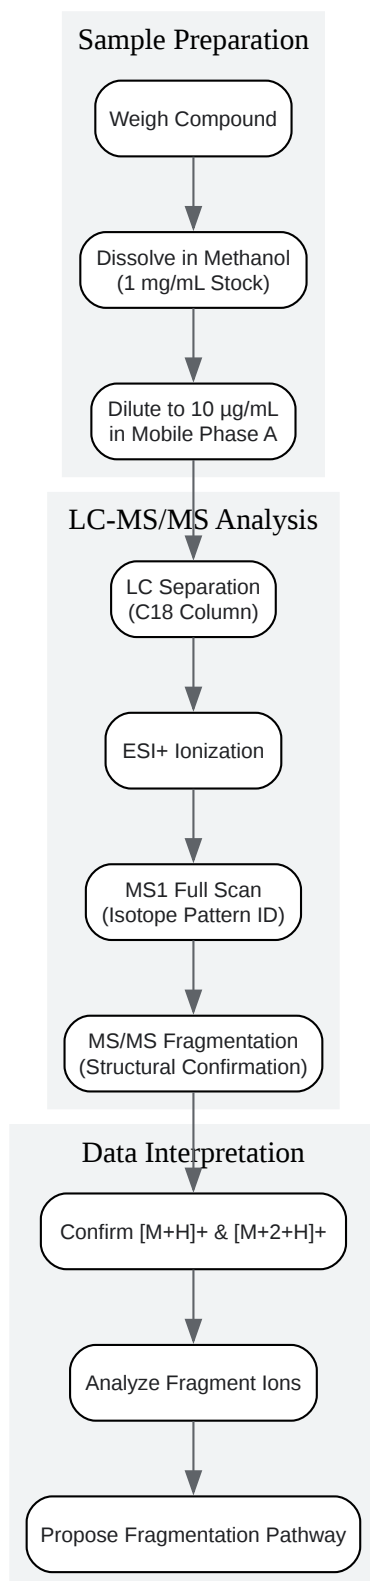 Sample Preparation
Weigh Compound
Dissolve in Methanol
(1 mg/mL Stock)
Dilute to 10 µg/mL
in Mobile Phase A
LC-MS/MS Analysis
LC Separation
(C18 Column)
ESI+ Ionization
MS1 Full Scan
(Isotope Pattern ID)
MS/MS Fragmentation
(Structural Confirmation)
Data Interpretation
Confirm [M+H]+ & [M+2+H]+
Analyze Fragment Ions
Propose Fragmentation Pathway